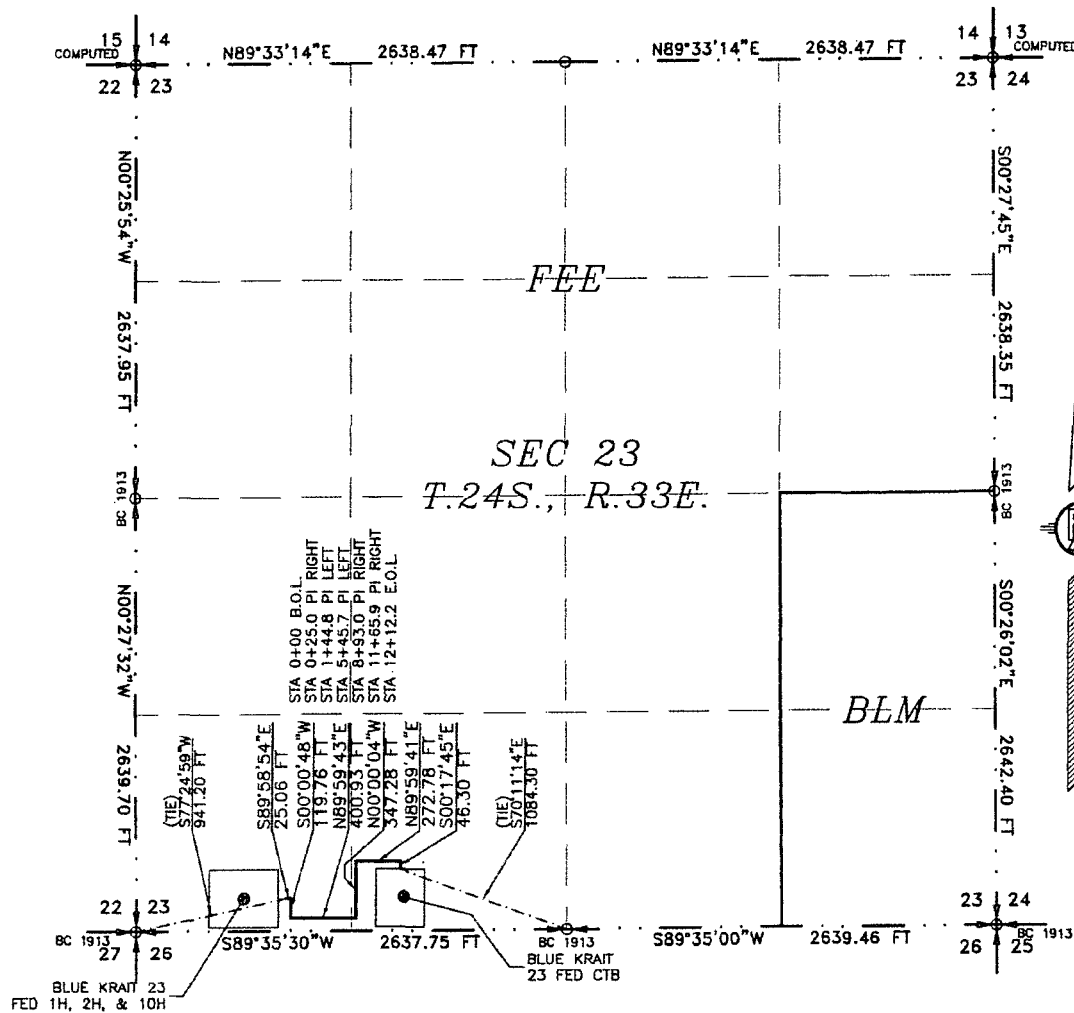 15 14
COMPUTED
22 23
N89°33'14"E 2638.47 FT
N89°33'14"E 2638.47 FT
14 13
COMPUTED
23 24
N00°25'54"W 2637.95 FT
S00°27'45"E 2638.35 FT
FEE
SEC 23
T.24S., R.33E.
BC 1913
BC 1913
N00°27'32"W 2639.70 FT
S00°26'02"E 2642.40 FT
STA 0+00 B.O.L.
STA 0+25.0 PI RIGHT
STA 1+44.8 PI LEFT
STA 5+45.7 PI LEFT
STA 8+93.0 PI RIGHT
STA 11+65.9 PI RIGHT
STA 12+12.2 E.O.L.
BLM
(TIE)
S77°24'59"W
941.20 FT
S89°58'54"E
25.06 FT
S00°00'48"W
119.76 FT
N89°59'43"E
400.93 FT
N00°00'04"W
347.28 FT
N89°59'41"E
272.78 FT
S00°17'45"E
46.30 FT
(TIE)
S70°11'14"E
1084.30 FT
22 23
BC 1913
27 26
S89°35'30"W 2637.75 FT
BC 1913
S89°35'00"W 2639.46 FT
23 24
BC 1913
26 25
BLUE KRAIT 23
FED 1H, 2H, & 10H
BLUE KRAIT
23 FED CTB